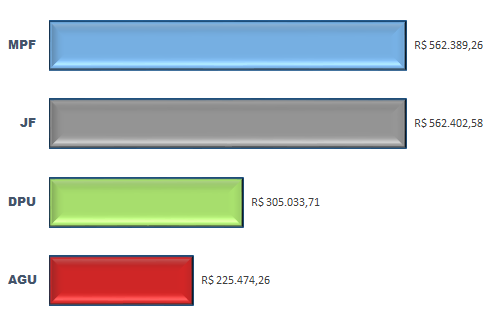 MPF R$ 562.389,26
JF R$ 562.402,58
DPU R$ 305.033,71
AGU R$ 225.474,26